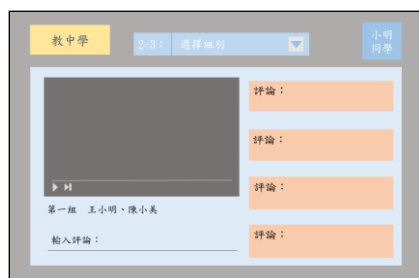 教中學
2-3： 選擇組別
小明
同學
評論：
評論：
評論：
評論：
第一組 王小明、陳小美
輸入評論：